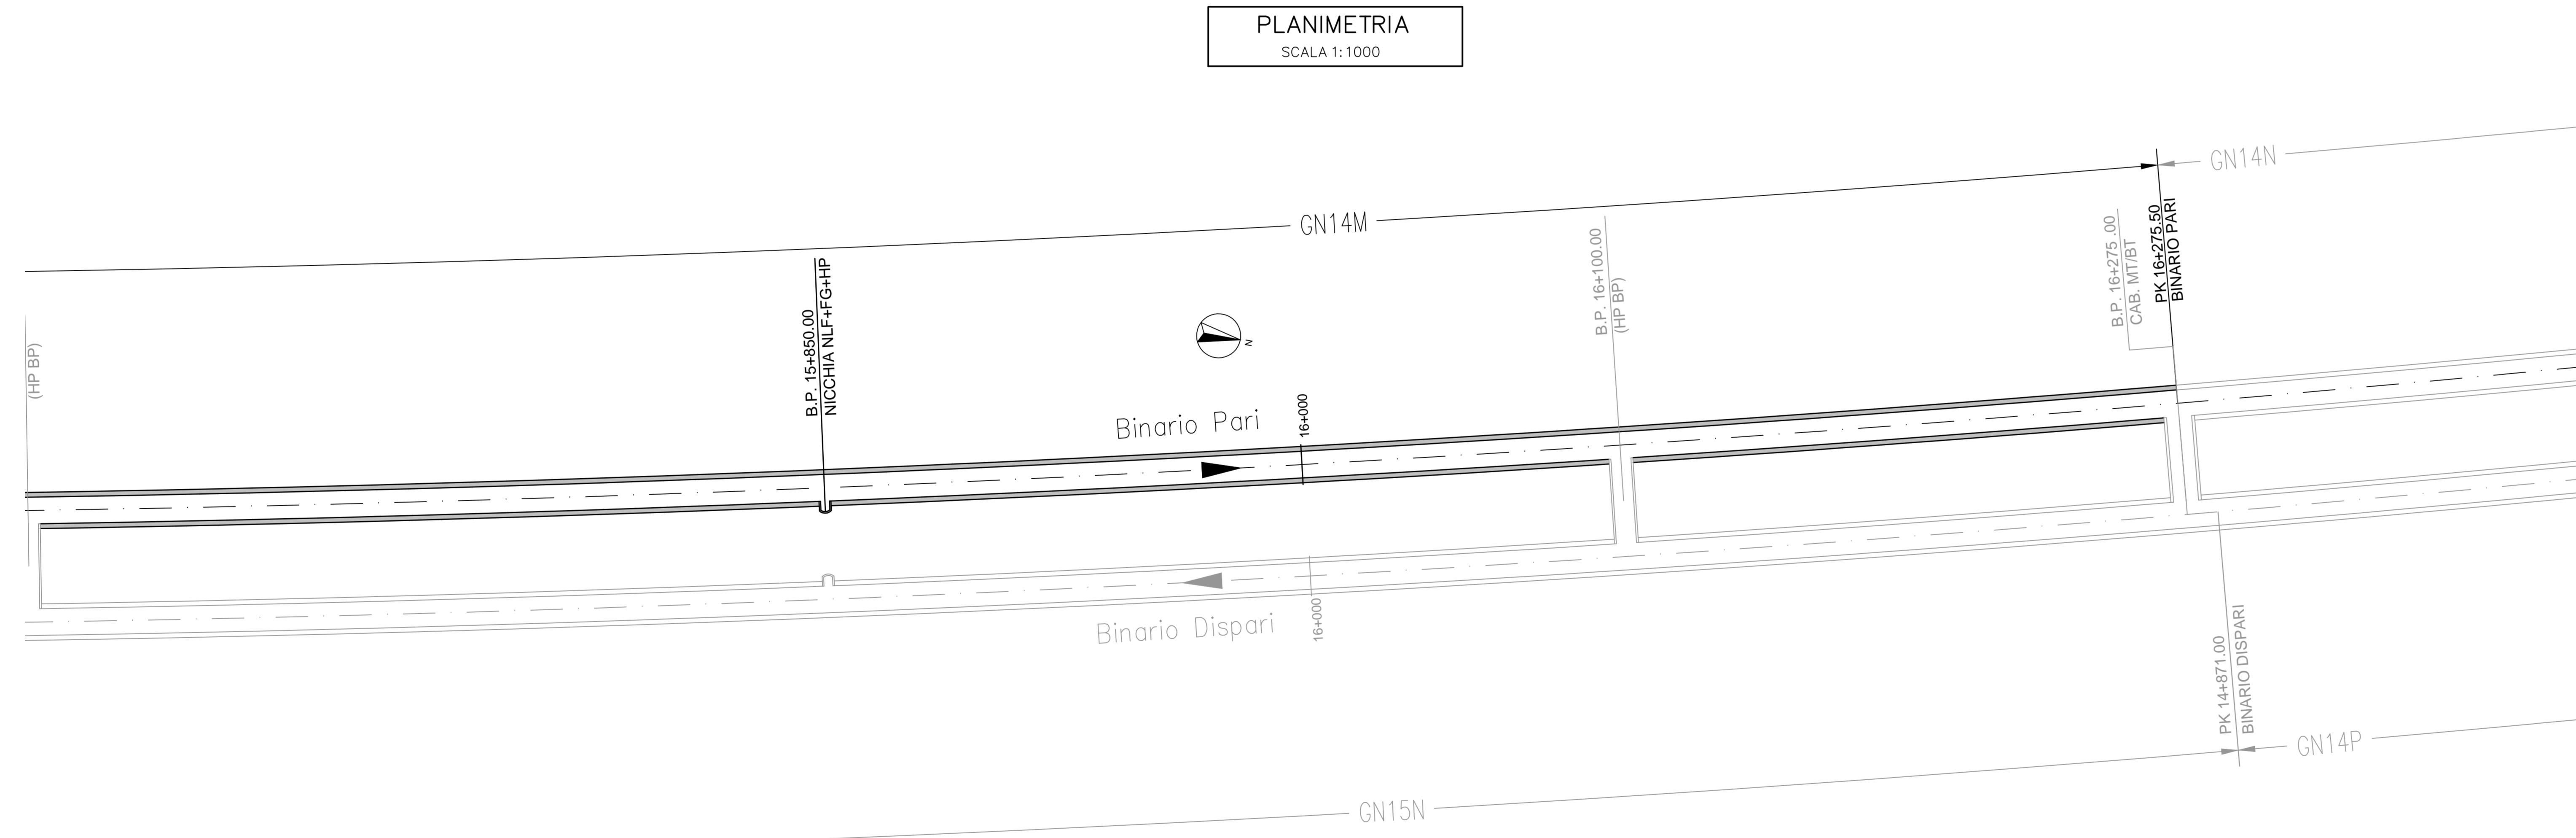 PLANIMETRIA
SCALA 1:1000
GN14N
GN14M
B.P. 16+275.00
CAB. MT/BT
PK 16+275.50
BINARIO PARI
B.P. 16+100.00
(HP BP)
B.P. 15+850.00
NICCHIA NLF+FG+HP
(HP BP)
N
Binario Pari
16+000
Binario Dispari
16+000
PK 14+871.00
BINARIO DISPARI
GN14P
GN15N